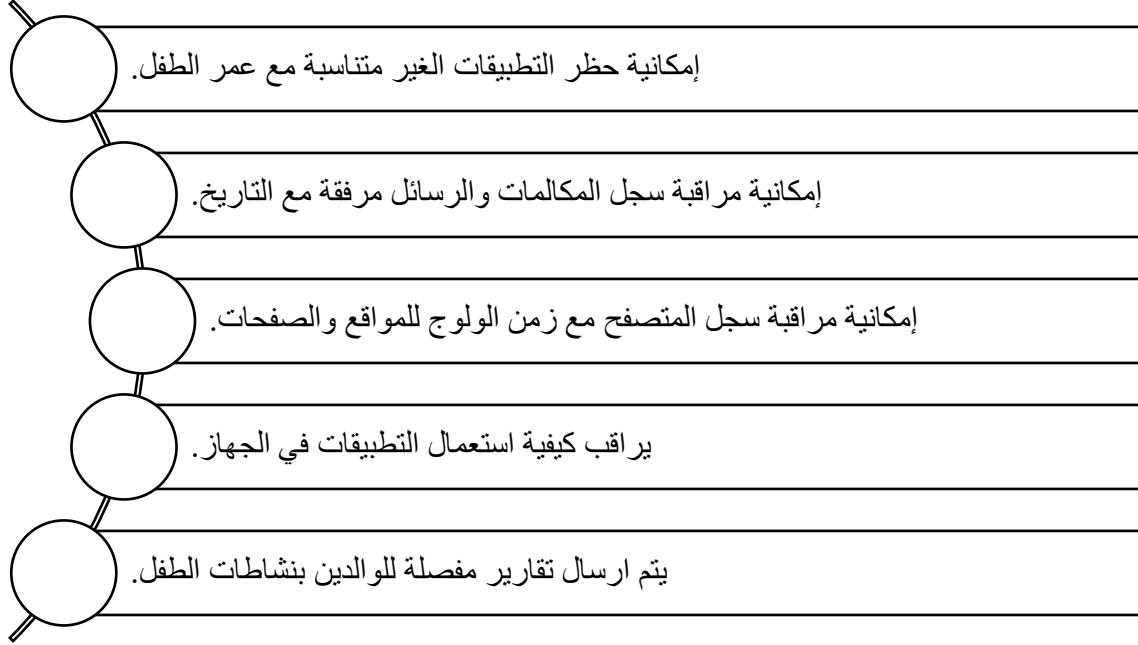 إمكانية حظر التطبيقات الغير متناسبة مع عمر الطفل.
إمكانية مراقبة سجل المكالمات والرسائل مرفقة مع التاريخ.
إمكانية مراقبة سجل المتصفح مع زمن الولوج للمواقع والصفحات.
يراقب كيفية استعمال التطبيقات في الجهاز.
يتم ارسال تقارير مفصلة للوالدين بنشاطات الطفل.